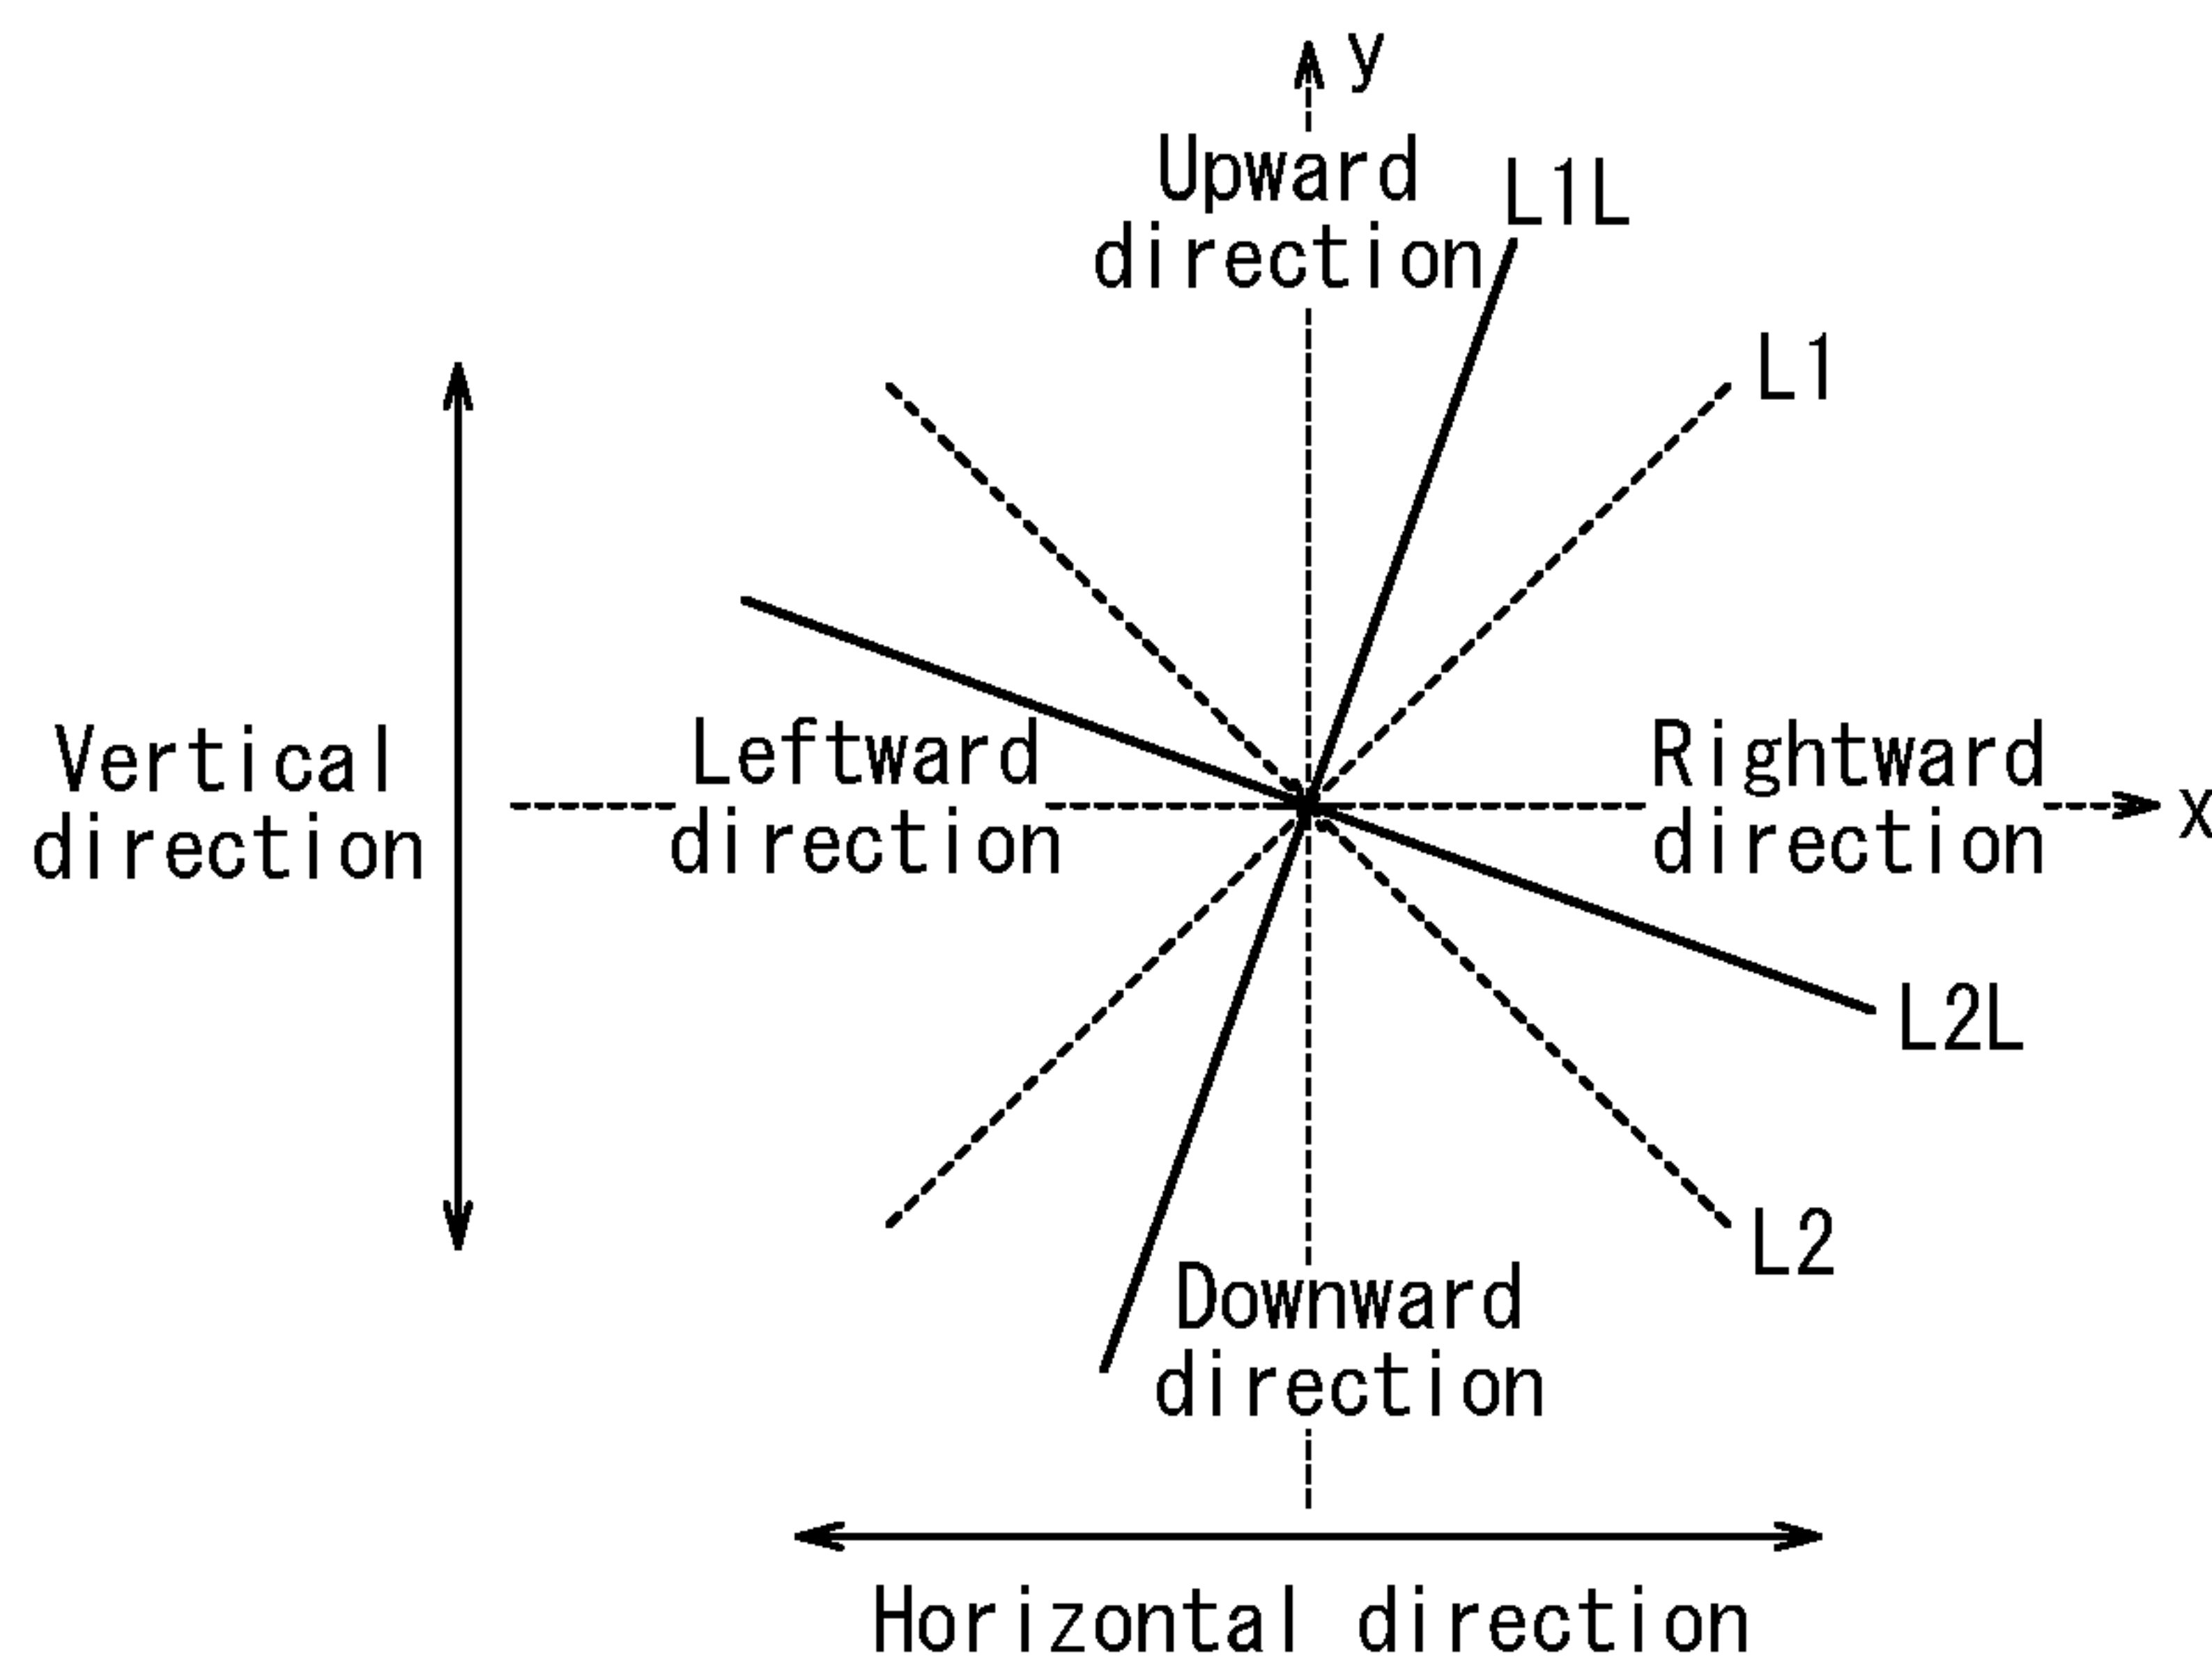 y
Upward
direction
L1L
L1
Vertical
direction
Leftward
direction
Rightward
direction
x
L2L
L2
Downward
direction
Horizontal direction